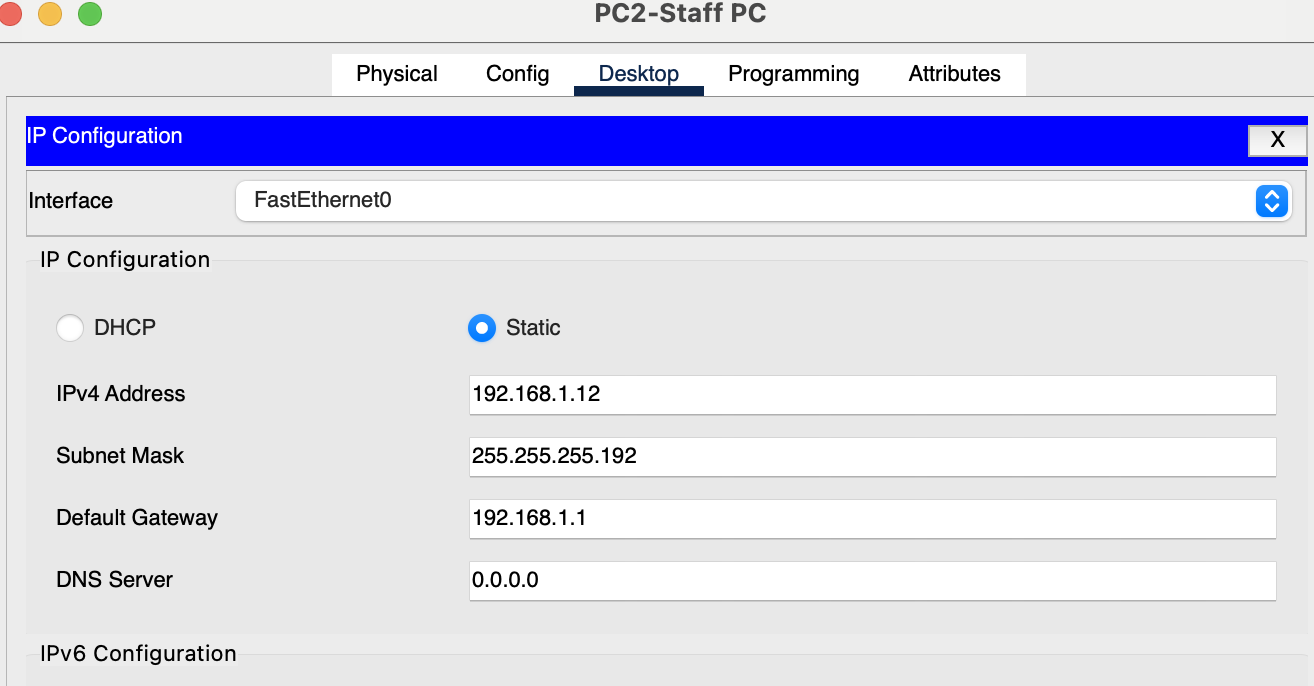 PC2-Staff PC
Physical Config Desktop Programming Attributes
IP Configuration X
Interface FastEthernet0
IP Configuration
DHCP Static
IPv4 Address 192.168.1.12
Subnet Mask 255.255.255.192
Default Gateway 192.168.1.1
DNS Server 0.0.0.0
IPv6 Configuration